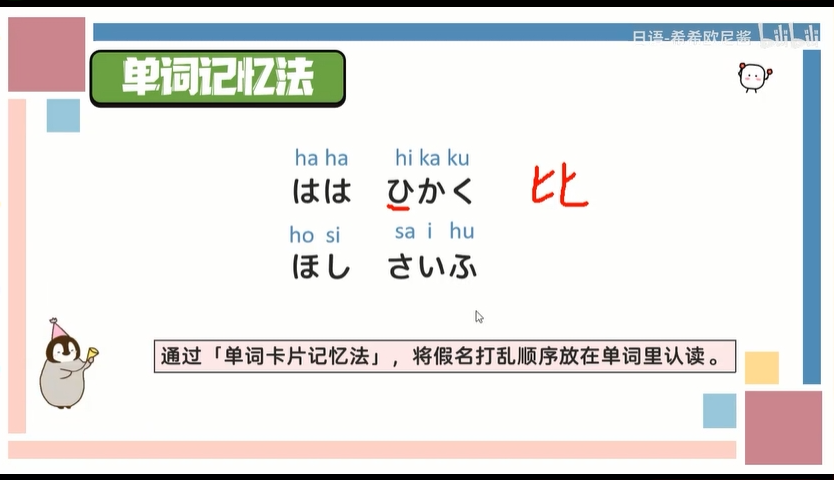 日语-希希欧尼酱 bilibili
单词记忆法
ha ha hi ka ku
はは ひかく 比
ho si sa i hu
ほし さいふ
通过「单词卡片记忆法」，将假名打乱顺序放在单词里认读。